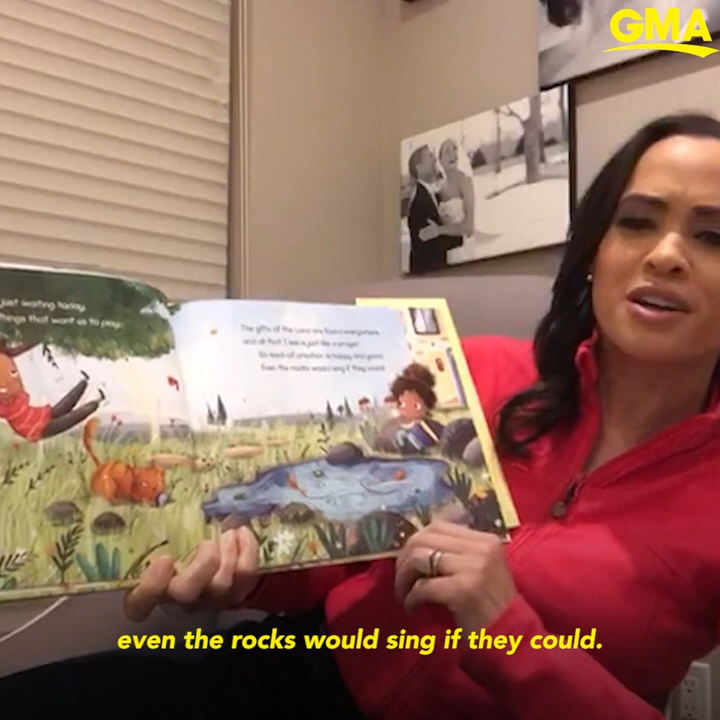 GMA
just waiting today
things that want us to play.
The gifts of the Lord are found everywhere,
and all that I see is just like a prayer.
So each of creation is happy and good.
Even the rocks would sing if they could.
even the rocks would sing if they could.